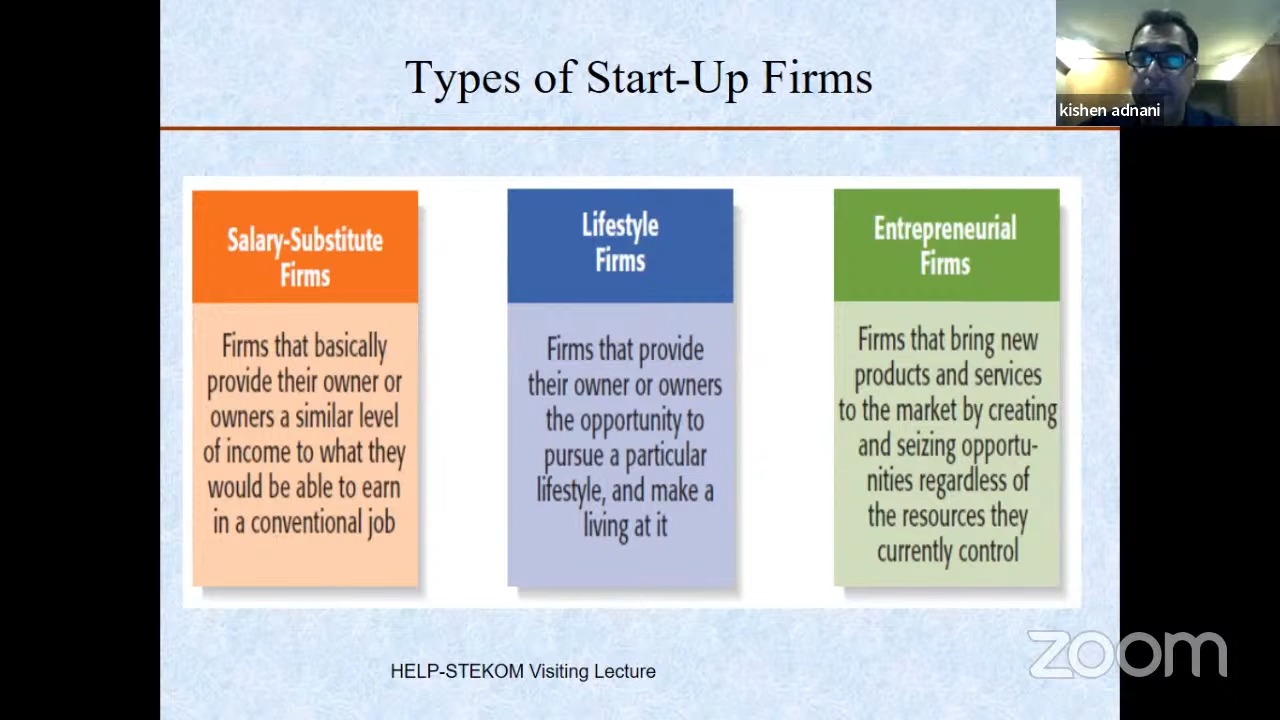 Types of Start-Up Firms
kishen adnani
Salary-Substitute
Firms
Firms that basically
provide their owner or
owners a similar level
of income to what they
would be able to earn
in a conventional job
Lifestyle
Firms
Firms that provide
their owner or owners
the opportunity to
pursue a particular
lifestyle, and make a
living at it
Entrepreneurial
Firms
Firms that bring new
products and services
to the market by creating
and seizing opportu-
nities regardless of
the resources they
currently control
HELP-STEKOM Visiting Lecture
zoom